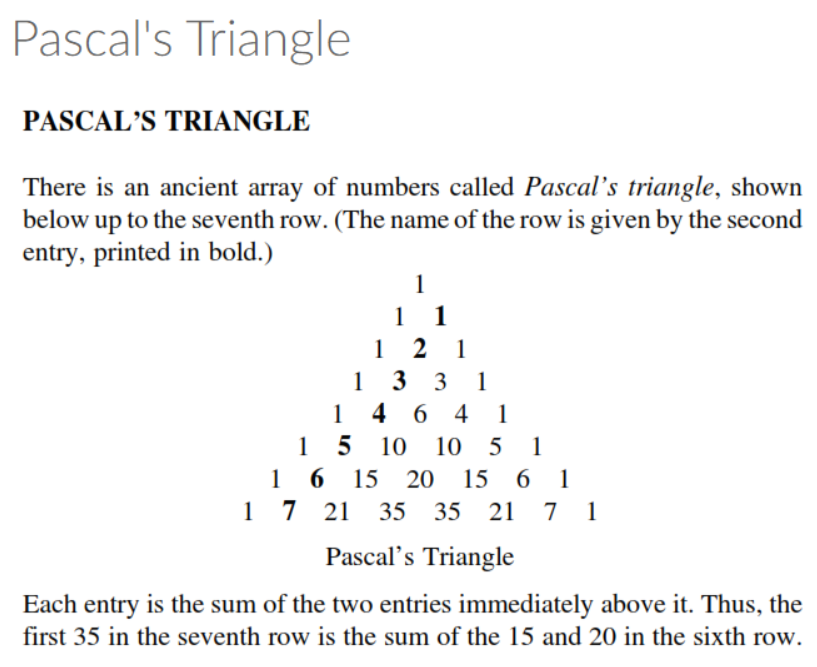 Pascal's Triangle
PASCAL’S TRIANGLE
There is an ancient array of numbers called Pascal’s triangle, shown
below up to the seventh row. (The name of the row is given by the second
entry, printed in bold.)
1
1 1
1 2 1
1 3 3 1
1 4 6 4 1
1 5 10 10 5 1
1 6 15 20 15 6 1
1 7 21 35 35 21 7 1
Pascal’s Triangle
Each entry is the sum of the two entries immediately above it. Thus, the
first 35 in the seventh row is the sum of the 15 and 20 in the sixth row.